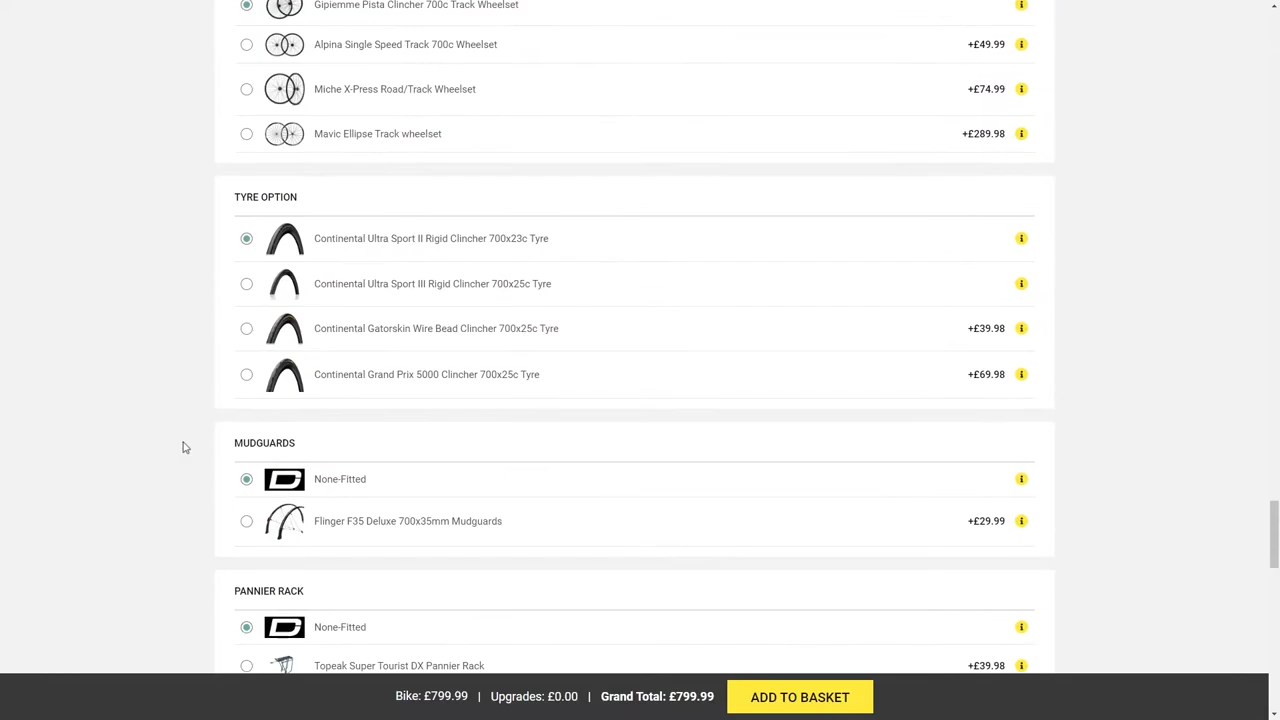 Gipiemme Pista Clincher 700c Track Wheelset
Alpina Single Speed Track 700c Wheelset +£49.99
Miche X-Press Road/Track Wheelset +£74.99
Mavic Ellipse Track wheelset +£289.98
TYRE OPTION
Continental Ultra Sport II Rigid Clincher 700x23c Tyre
Continental Ultra Sport III Rigid Clincher 700x25c Tyre
Continental Gatorskin Wire Bead Clincher 700x25c Tyre +£39.98
Continental Grand Prix 5000 Clincher 700x25c Tyre +£69.98
MUDGUARDS
None-Fitted
Flinger F35 Deluxe 700x35mm Mudguards +£29.99
PANNIER RACK
None-Fitted
Topeak Super Tourist DX Pannier Rack +£39.98
Bike: £799.99 | Upgrades: £0.00 | Grand Total: £799.99 ADD TO BASKET